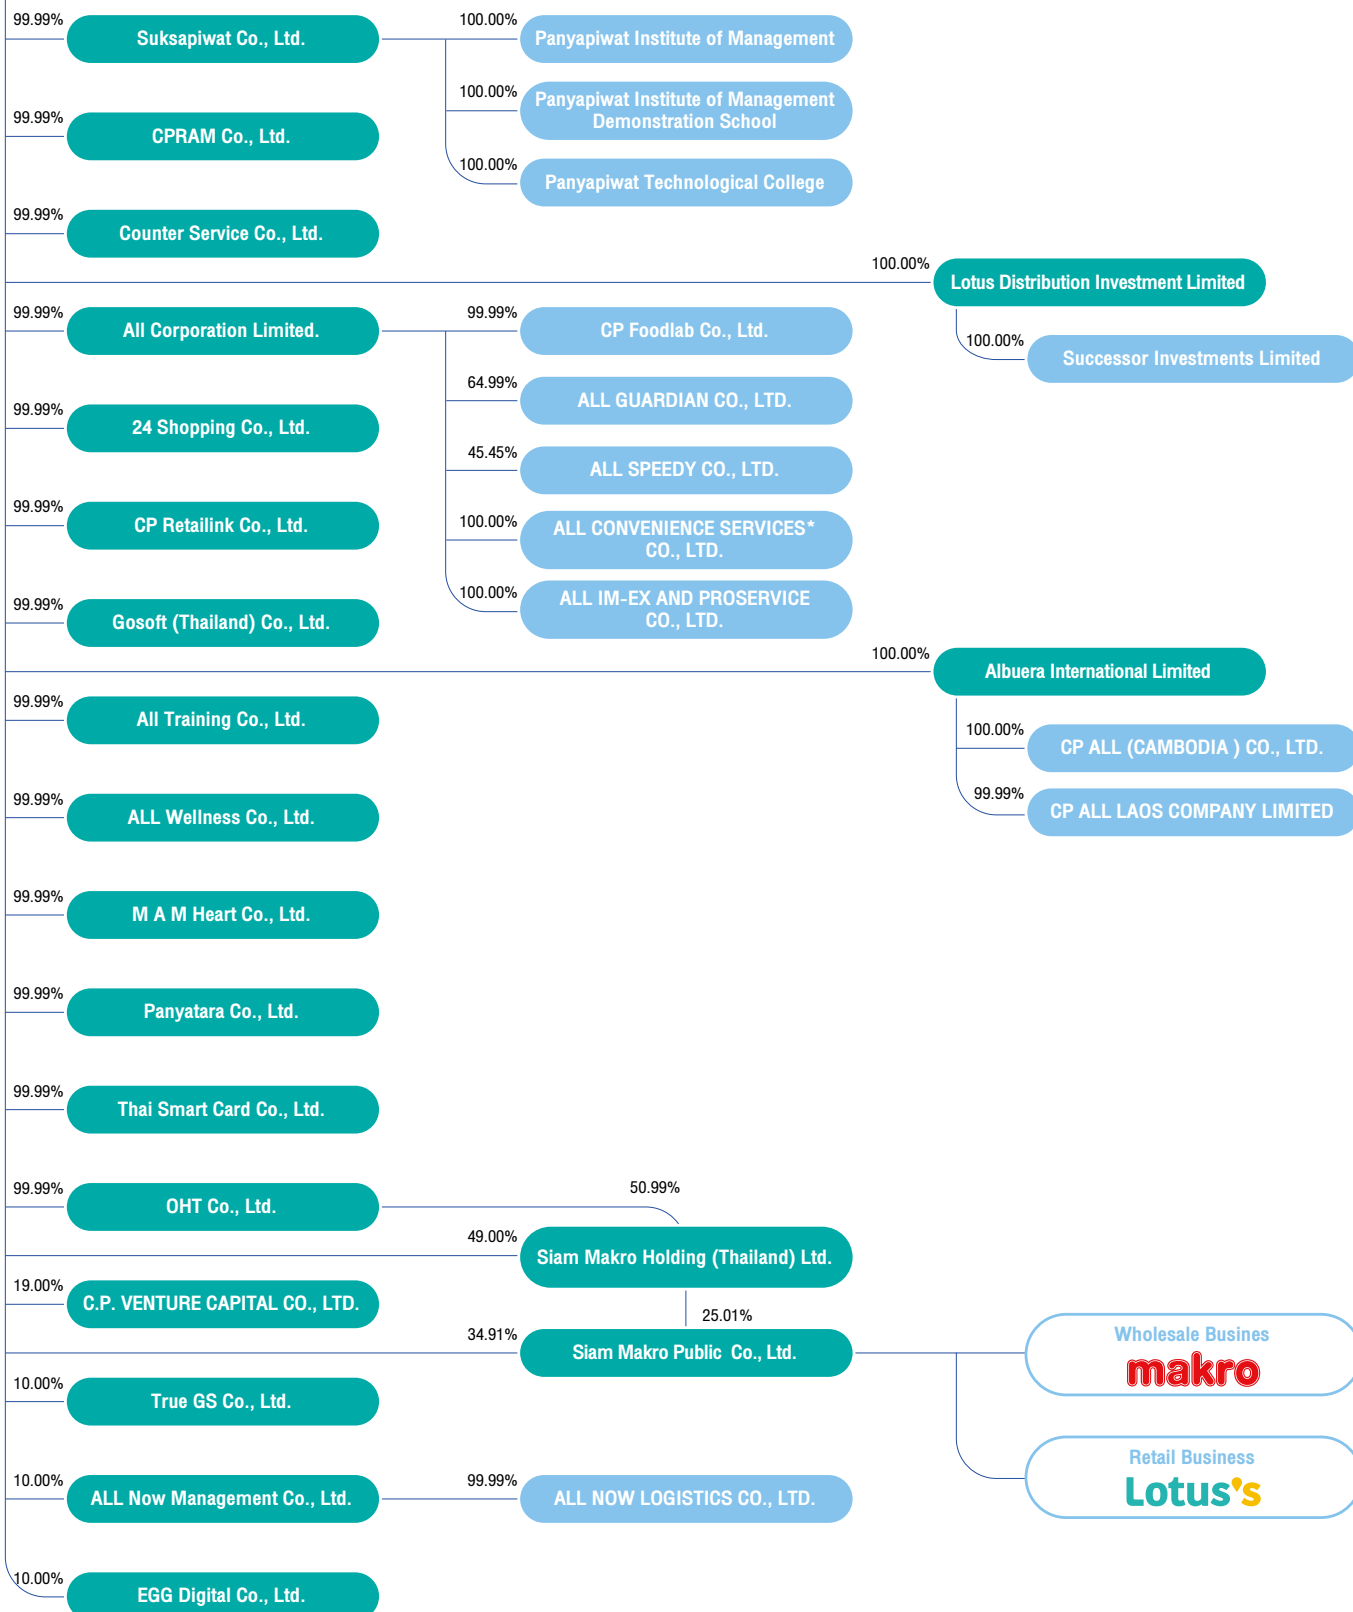 99.99%
Suksapiwat Co., Ltd.
100.00%
Panyapiwat Institute of Management
100.00%
Panyapiwat Institute of Management
Demonstration School
100.00%
Panyapiwat Technological College
99.99%
CPRAM Co., Ltd.
99.99%
Counter Service Co., Ltd.
100.00%
Lotus Distribution Investment Limited
100.00%
Successor Investments Limited
99.99%
All Corporation Limited.
99.99%
CP Foodlab Co., Ltd.
64.99%
ALL GUARDIAN CO., LTD.
45.45%
ALL SPEEDY CO., LTD.
100.00%
ALL CONVENIENCE SERVICES*
CO., LTD.
100.00%
ALL IM-EX AND PROSERVICE
CO., LTD.
99.99%
24 Shopping Co., Ltd.
99.99%
CP Retailink Co., Ltd.
99.99%
Gosoft (Thailand) Co., Ltd.
100.00%
Albuera International Limited
100.00%
CP ALL (CAMBODIA ) CO., LTD.
99.99%
CP ALL LAOS COMPANY LIMITED
99.99%
All Training Co., Ltd.
99.99%
ALL Wellness Co., Ltd.
99.99%
M A M Heart Co., Ltd.
99.99%
Panyatara Co., Ltd.
99.99%
Thai Smart Card Co., Ltd.
99.99%
OHT Co., Ltd.
50.99%
49.00%
Siam Makro Holding (Thailand) Ltd.
19.00%
C.P. VENTURE CAPITAL CO., LTD.
25.01%
34.91%
Siam Makro Public Co., Ltd.
Wholesale Busines
makro
10.00%
True GS Co., Ltd.
Retail Business
Lotus's
10.00%
ALL Now Management Co., Ltd.
99.99%
ALL NOW LOGISTICS CO., LTD.
10.00%
EGG Digital Co., Ltd.